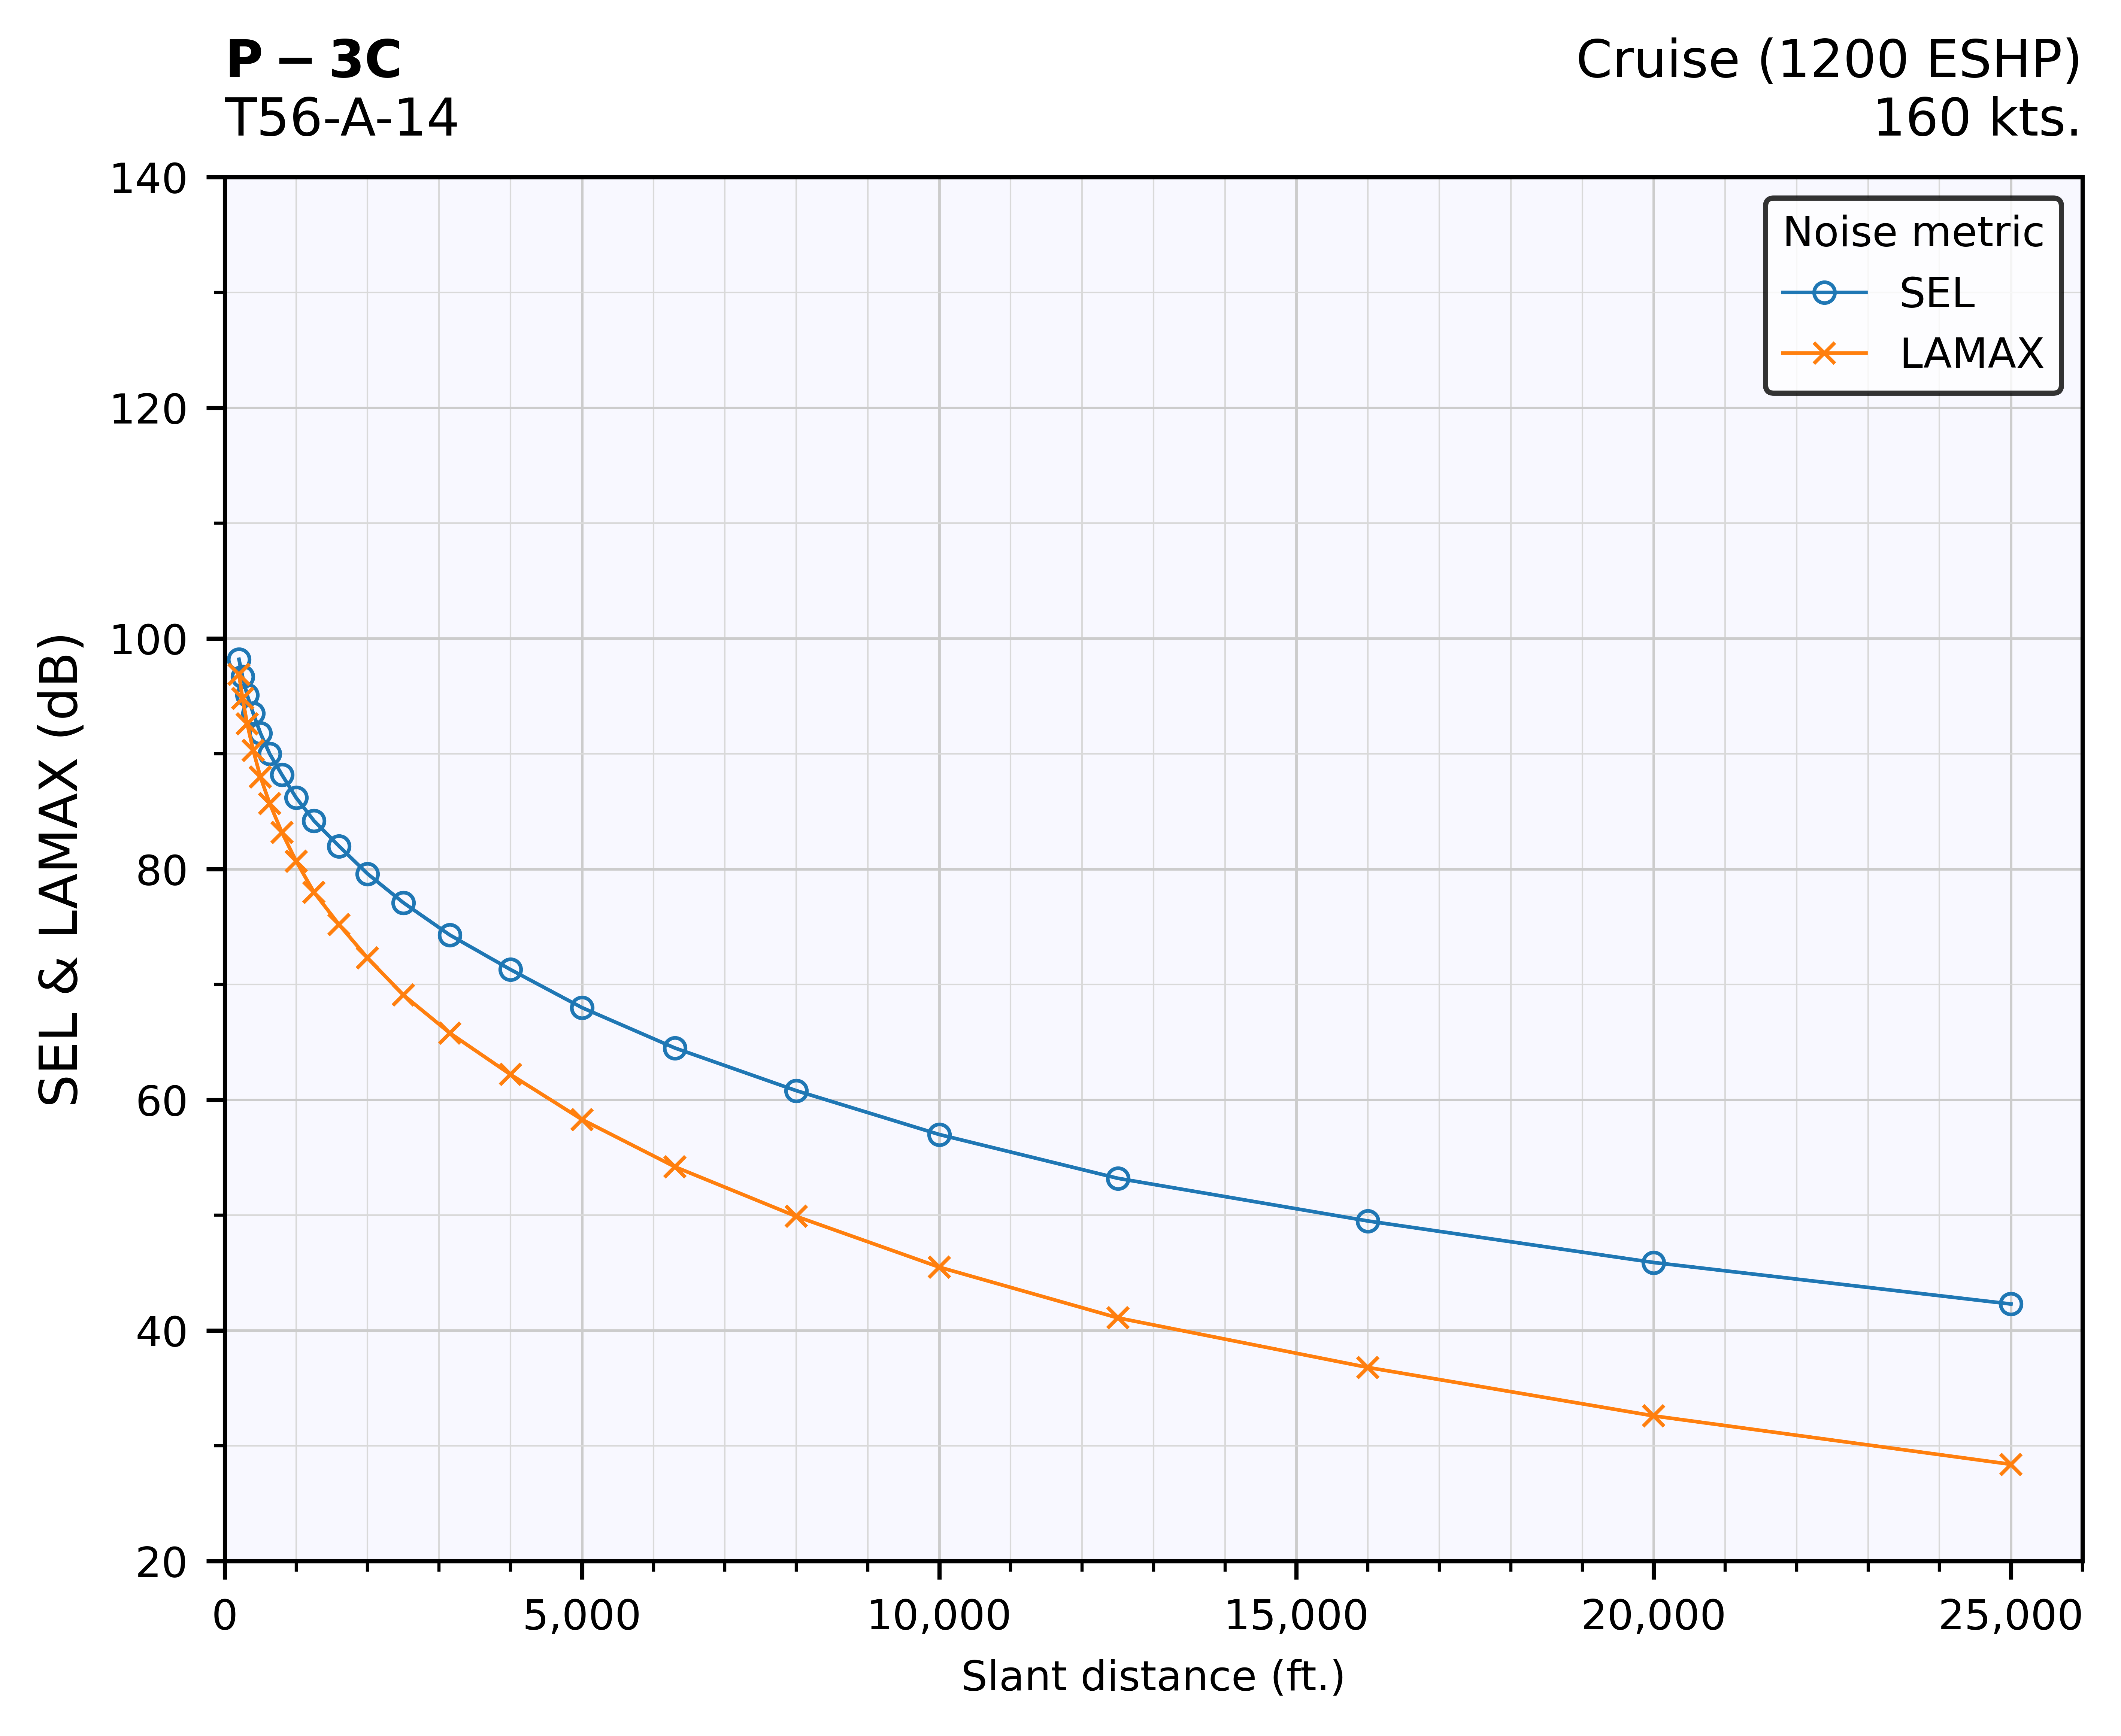 P − 3C
T56-A-14
Cruise (1200 ESHP)
160 kts.
SEL & LAMAX (dB)
140
120
100
80
60
40
20
Noise metric
SEL
LAMAX
0
5,000
10,000
15,000
20,000
25,000
Slant distance (ft.)